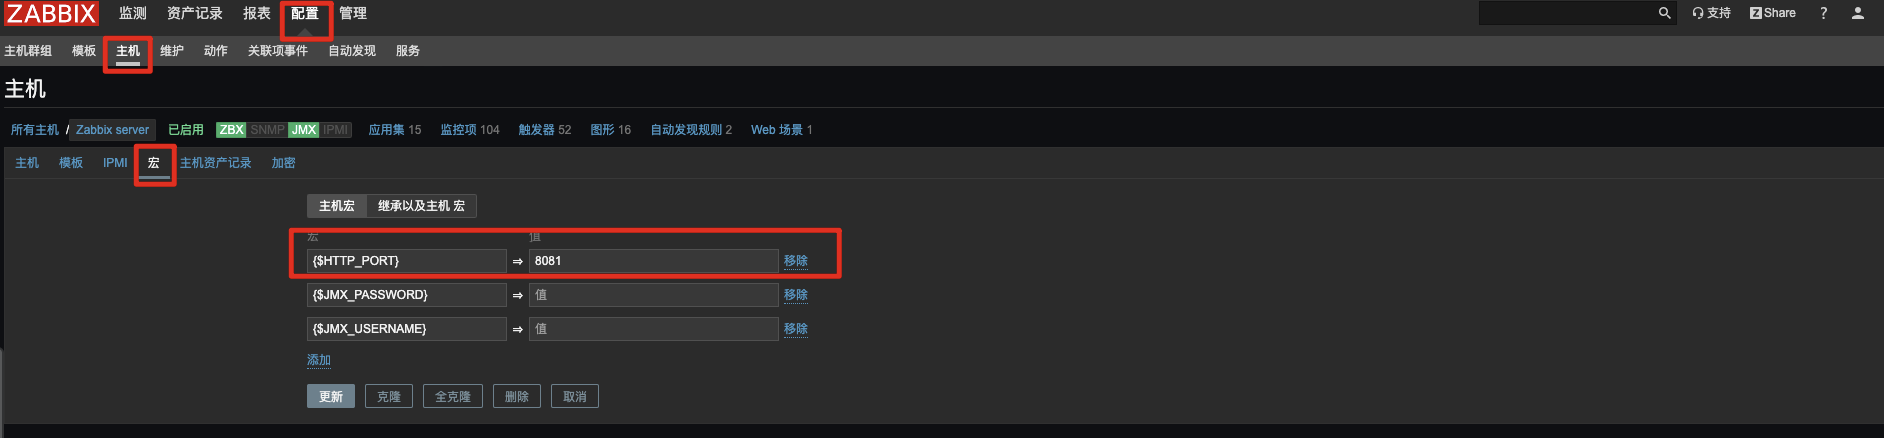 ZABBIX 监测 资产记录 报表 配置 管理 支持 Z Share ?
主机群组 模板 主机 维护 动作 关联项事件 自动发现 服务
主机
所有主机 / Zabbix server 已启用 ZBX SNMP JMX IPMI 应用集 15 监控项 104 触发器 52 图形 16 自动发现规则 2 Web 场景 1
主机 模板 IPMI 宏 主机资产记录 加密
主机宏 继承以及主机 宏
宏 值
{$HTTP_PORT} ⇒ 8081 移除
{$JMX_PASSWORD} ⇒ 值 移除
{$JMX_USERNAME} ⇒ 值 移除
添加
更新 克隆 全克隆 删除 取消